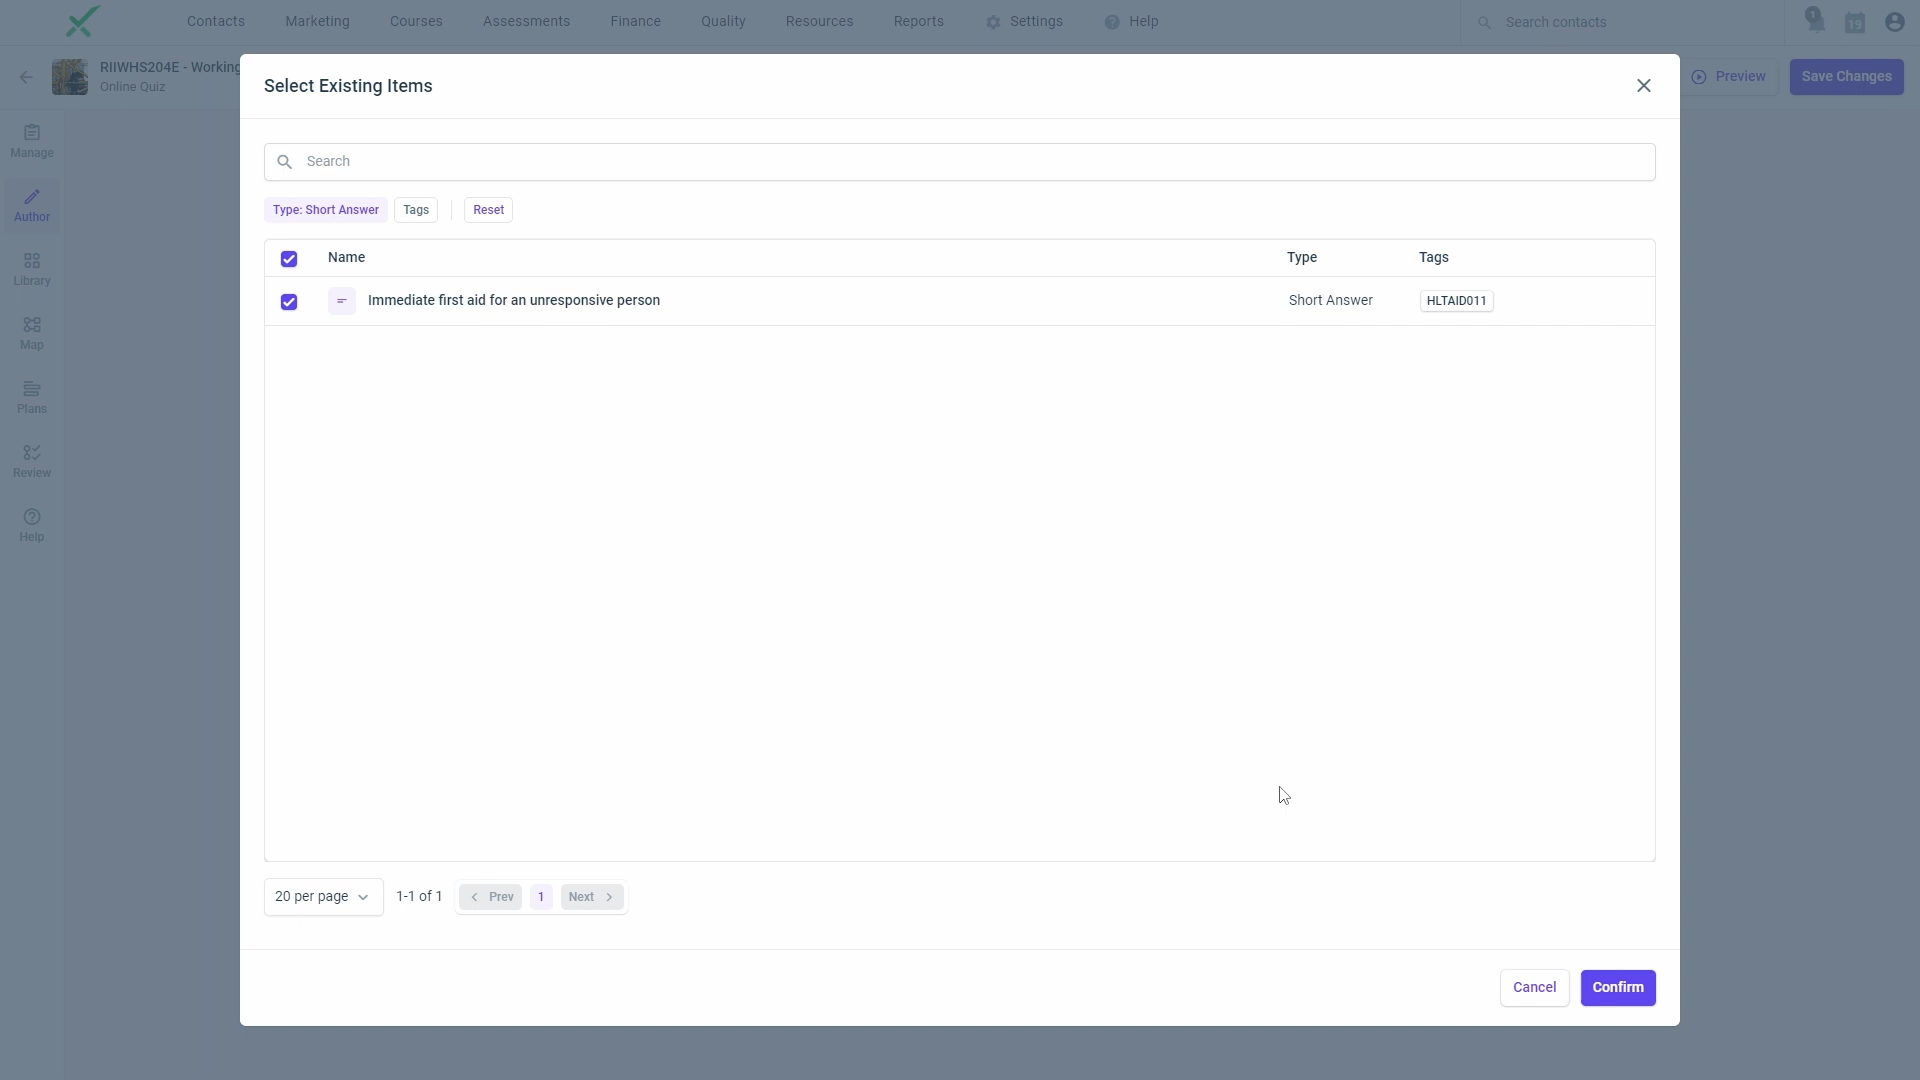 Contacts
Marketing
Courses
Assessments
Finance
Quality
Resources
Reports
Settings
Help
Search contacts
1
19
RIIWHS204E - Working
Online Quiz
Preview
Save Changes
Manage
Author
Library
Map
Plans
Review
Help
Select Existing Items
Search
Type: Short Answer
Tags
Reset
Name
Type
Tags
Immediate first aid for an unresponsive person
Short Answer
HLTAID011
20 per page
1-1 of 1
Prev
1
Next
Cancel
Confirm